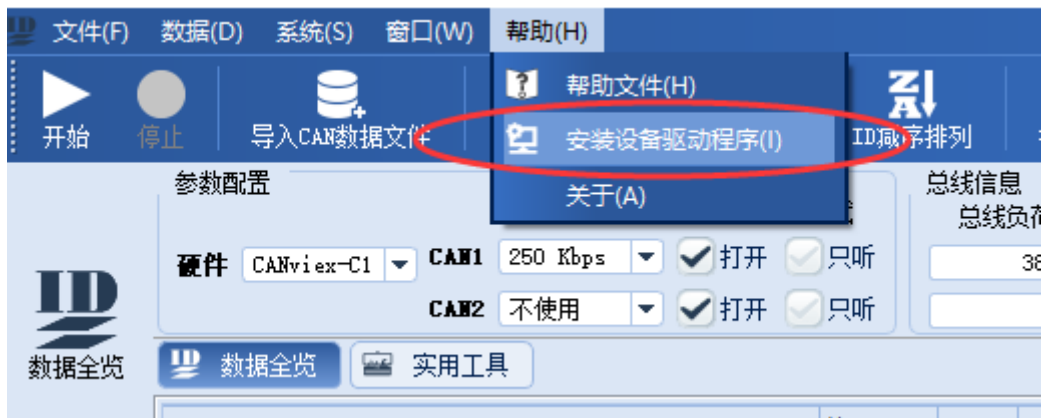 文件(F) 数据(D) 系统(S) 窗口(W) 帮助(H)
帮助文件(H)
开始 停止 导入CAN数据文件 安装设备驱动程序(I) ID减序排列
关于(A)
参数配置 总线信息
总线负荷
硬件 CANviex-C1 CAN1 250 Kbps 打开 只听 38
CAN2 不使用 打开 只听
ID
数据全览
ID 数据全览 实用工具